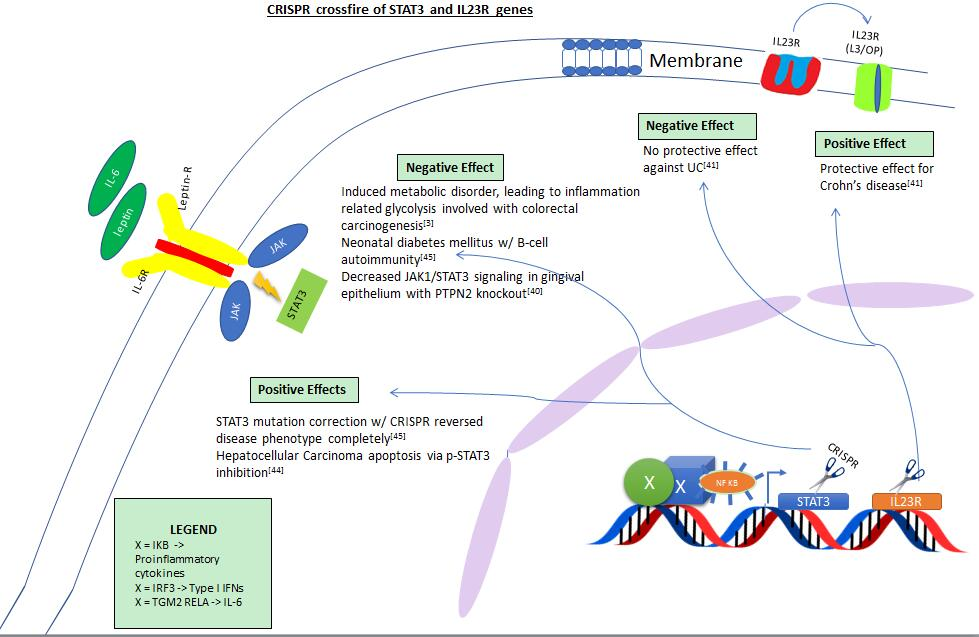 CRISPR crossfire of STAT3 and IL23R genes
IL23R
IL23R
(L3/OP)
Membrane
Negative Effect
No protective effect
against UC[41]
Positive Effect
Protective effect for
Crohn's disease[41]
IL-6
leptin
Leptin-R
IL-6R
JAK
JAK
STAT3
Negative Effect
Induced metabolic disorder, leading to inflammation
related glycolysis involved with colorectal
carcinogenesis[3]
Neonatal diabetes mellitus w/ B-cell
autoimmunity[45]
Decreased JAK1/STAT3 signaling in gingival
epithelium with PTPN2 knockout[40]
Positive Effects
STAT3 mutation correction w/ CRISPR reversed
disease phenotype completely[45]
Hepatocellular Carcinoma apoptosis via p-STAT3
inhibition[44]
X
X
NF KB
CRISPR
STAT3
IL23R
LEGEND
X = IKB ->
Proinflammatory
cytokines
X = IRF3 -> Type I IFNs
X = TGM2 RELA -> IL-6